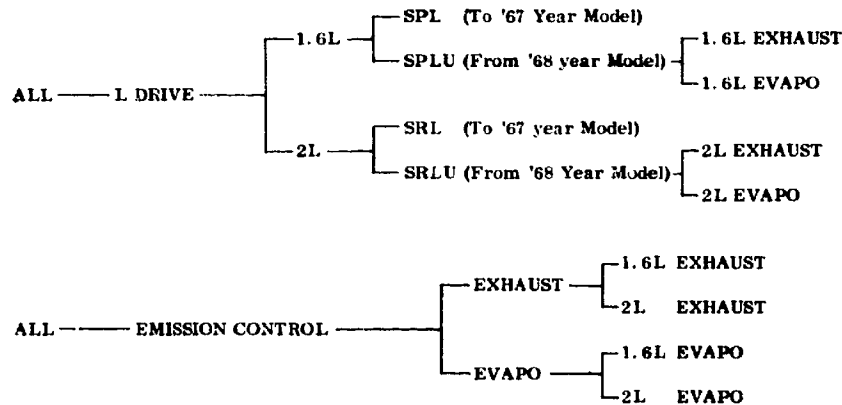 SPL (To '67 Year Model)
1.6L
SPLU (From '68 year Model)
1.6L EXHAUST
1.6L EVAPO
ALL L DRIVE
SRL (To '67 year Model)
2L
SRLU (From '68 Year Model)
2L EXHAUST
2L EVAPO
1.6L EXHAUST
EXHAUST
2L EXHAUST
ALL EMISSION CONTROL
1.6L EVAPO
EVAPO
2L EVAPO